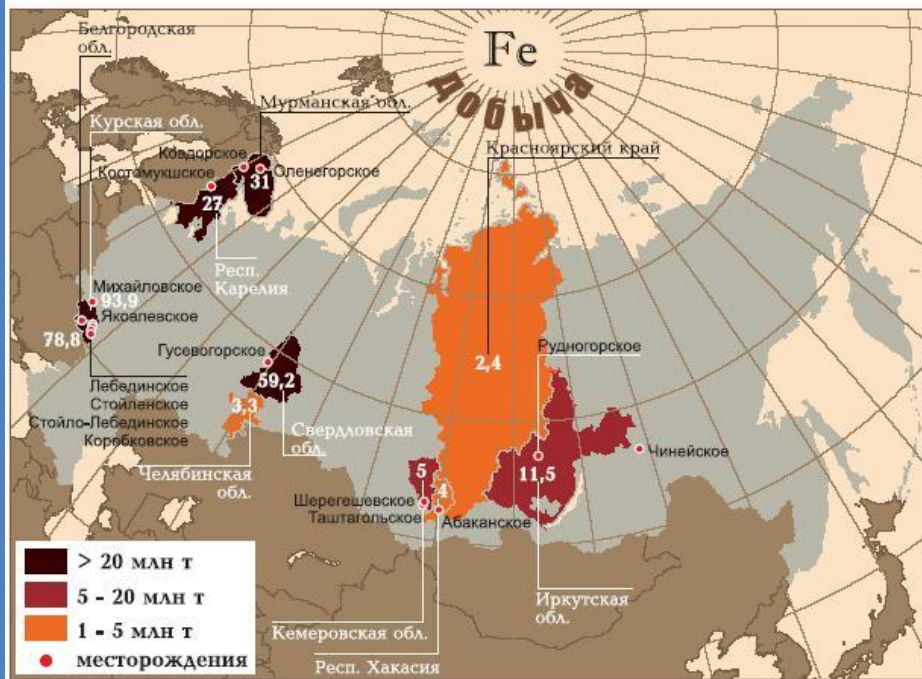 Белгородская
обл.
Fe
добыча
Мурманская обл.
Курская обл.
Красноярский край
Ковдорское
Костомукшское
Оленегорское
31
27
Респ.
Карелия
Михайловское
93,9
Яковлевское
78,8
Гусевогорское
Рудногорское
2,4
59,2
Лебединское
Стойленское
Стойло-Лебединское
Коробковское
3,3
Свердловская
обл.
Чинейское
Челябинская
обл.
5
4
11,5
Шерегешевское
Таштагольское
Абаканское
> 20 млн т
5 - 20 млн т
1 - 5 млн т
месторождения
Иркутская
обл.
Кемеровская обл.
Респ. Хакасия